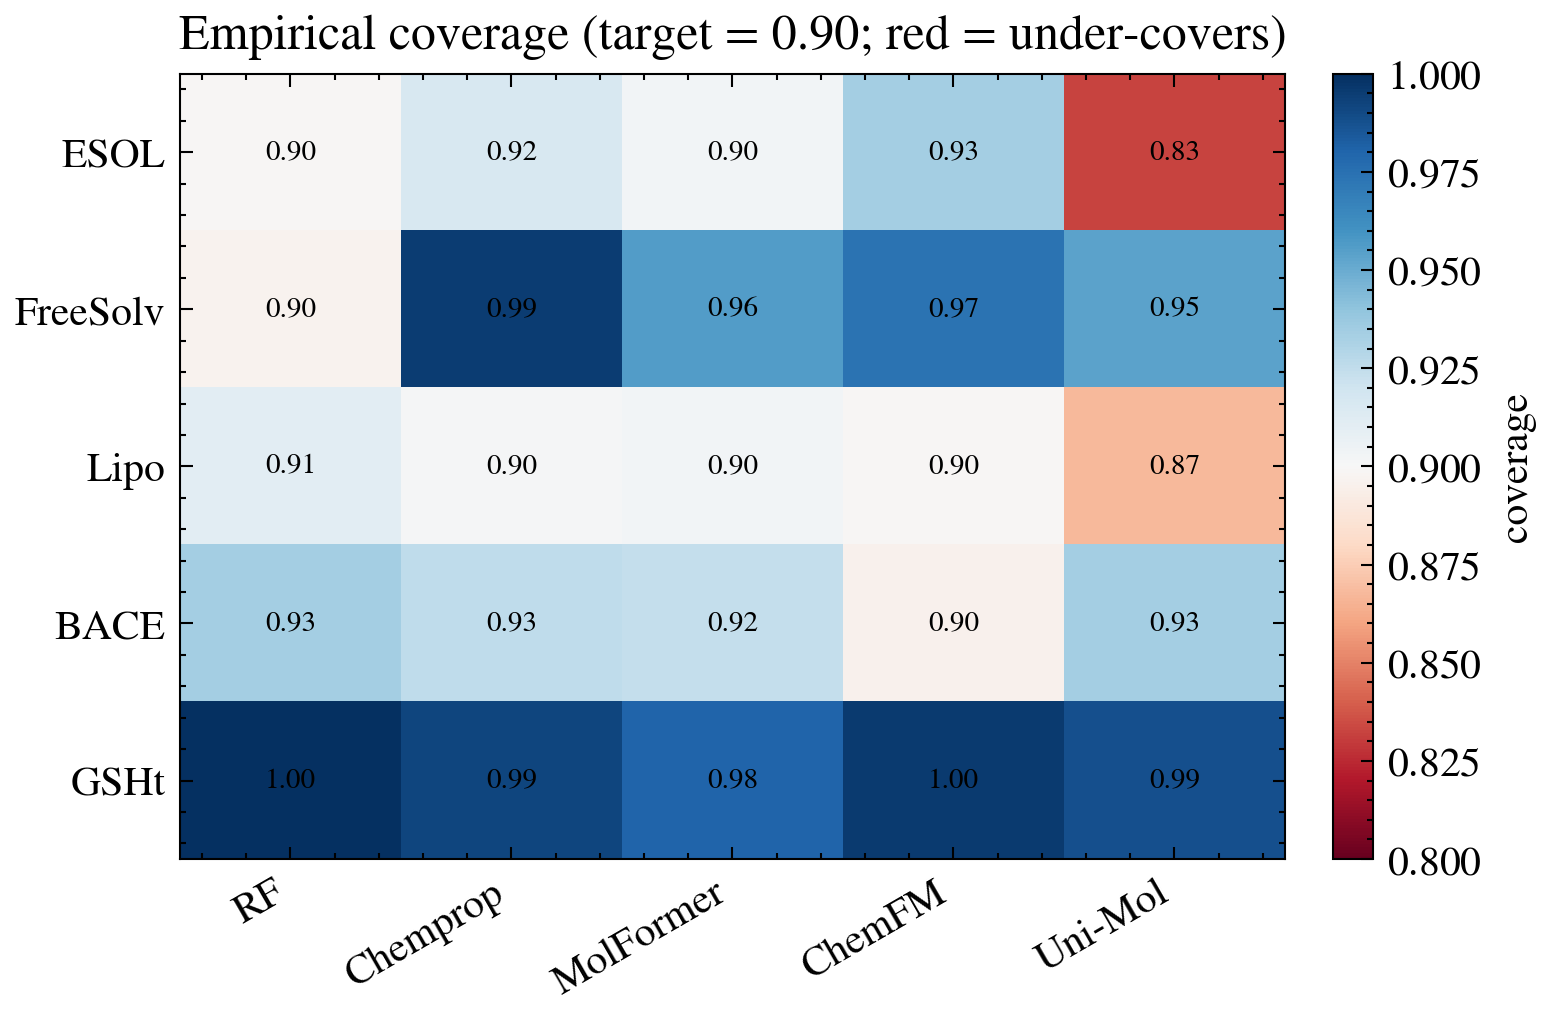 Empirical coverage (target = 0.90; red = under-covers)
ESOL 0.90 0.92 0.90 0.93 0.83
FreeSolv 0.90 0.99 0.96 0.97 0.95
Lipo 0.91 0.90 0.90 0.90 0.87
BACE 0.93 0.93 0.92 0.90 0.93
GSHt 1.00 0.99 0.98 1.00 0.99
RF Chemprop MolFormer ChemFM Uni-Mol
1.000
0.975
0.950
0.925
0.900
0.875
0.850
0.825
0.800
coverage